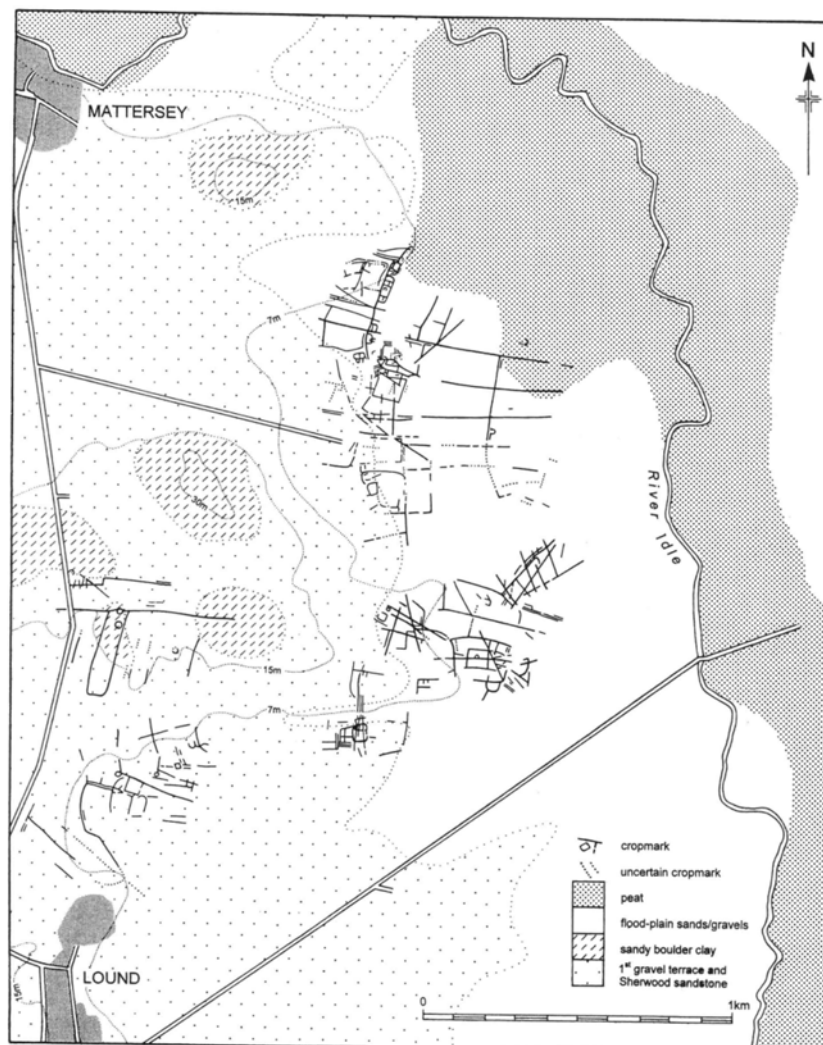 N
MATTERSEY
15m
7m
30m
River Idle
15m
7m
cropmark
uncertain cropmark
peat
flood-plain sands/gravels
sandy boulder clay
1st gravel terrace and
Sherwood sandstone
LOUND
15m
0
1km